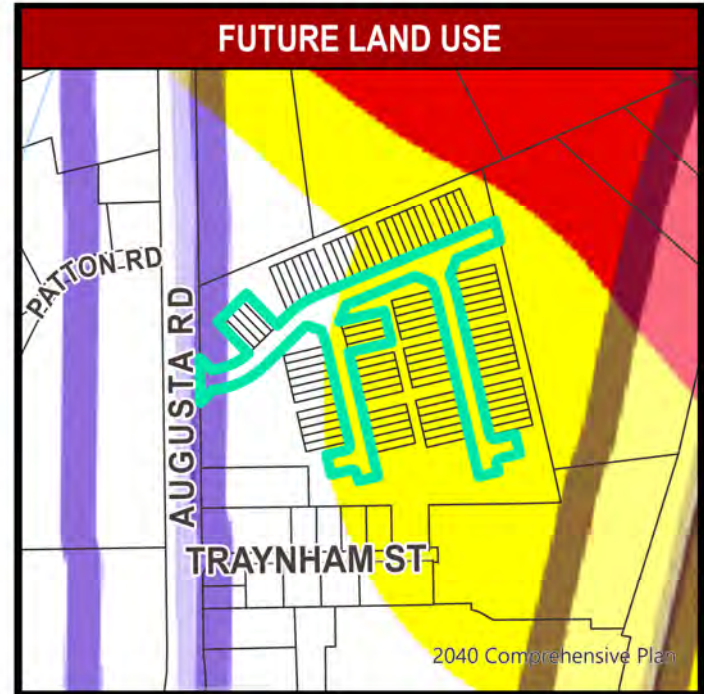 FUTURE LAND USE
PATTON RD
AUGUSTA RD
TRAYNHAM ST
2040 Comprehensive Plan